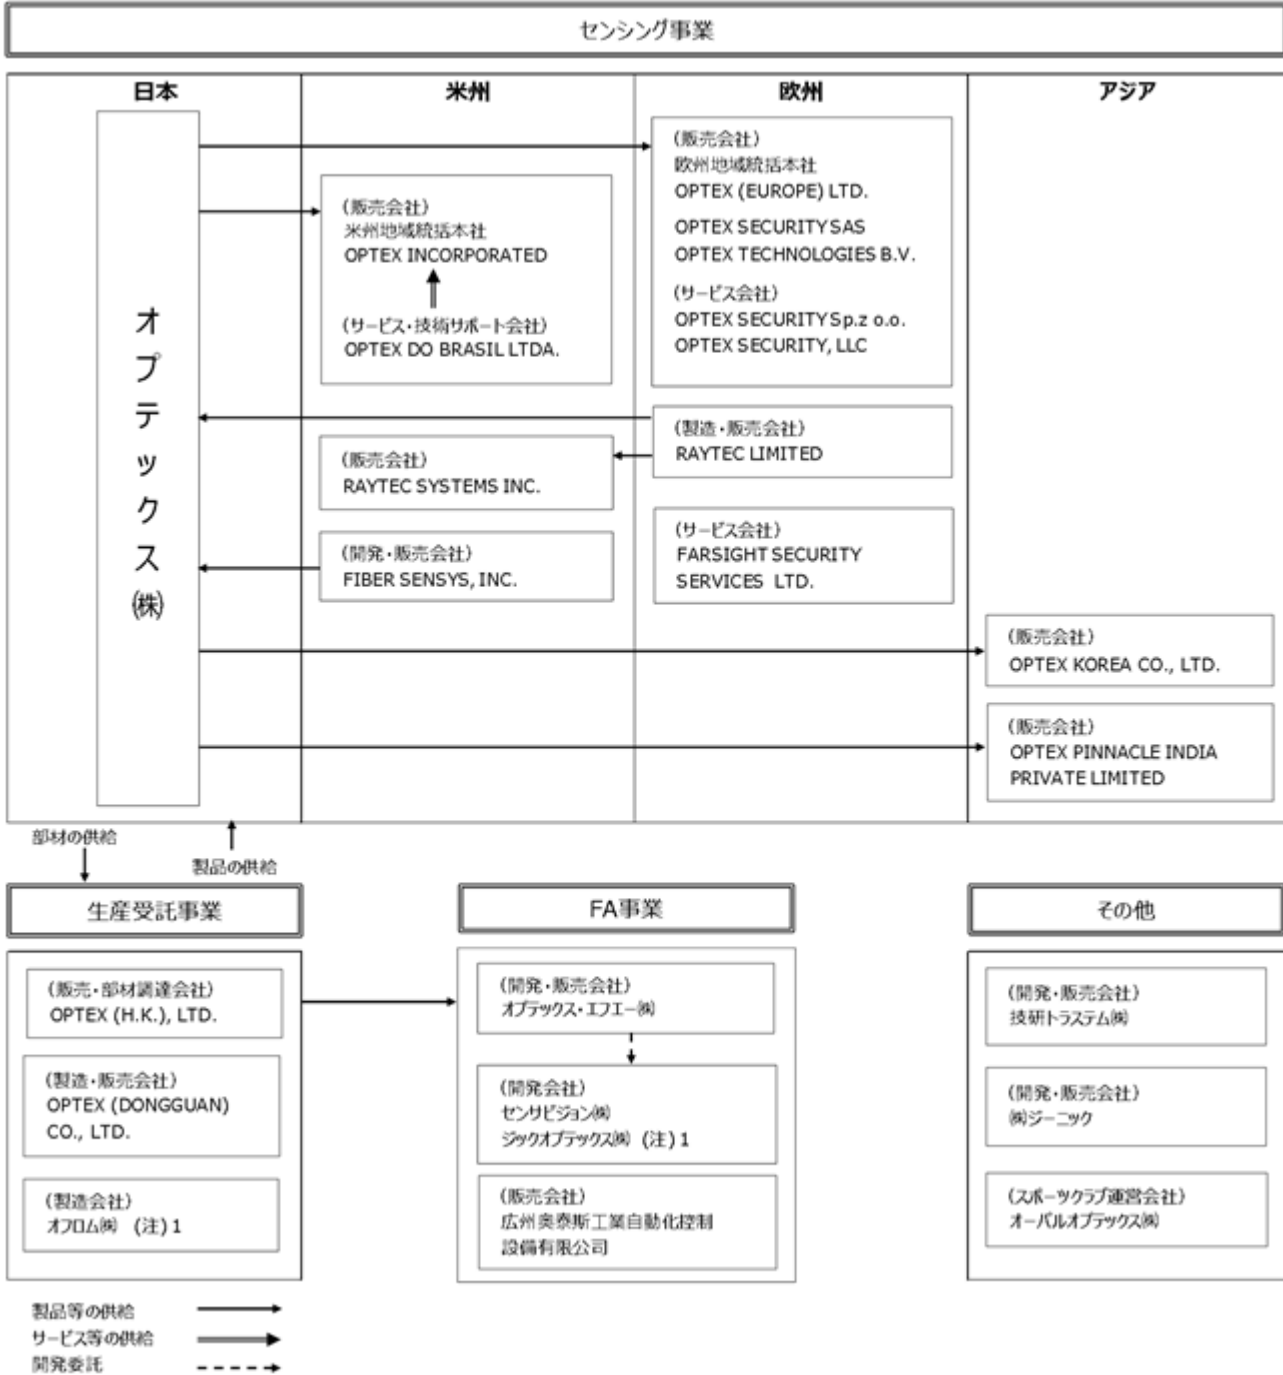 センシング事業
日本
米州
欧州
アジア
オプテックス㈱
(販売会社)
米州地域統括本社
OPTEX INCORPORATED
(サービス・技術サポート会社)
OPTEX DO BRASIL LTDA.
(販売会社)
RAYTEC SYSTEMS INC.
(開発・販売会社)
FIBER SENSYS, INC.
(販売会社)
欧州地域統括本社
OPTEX (EUROPE) LTD.
OPTEX SECURITY SAS
OPTEX TECHNOLOGIES B.V.
(サービス会社)
OPTEX SECURITY Sp.z o.o.
OPTEX SECURITY, LLC
(製造・販売会社)
RAYTEC LIMITED
(サービス会社)
FARSIGHT SECURITY
SERVICES LTD.
(販売会社)
OPTEX KOREA CO., LTD.
(販売会社)
OPTEX PINNACLE INDIA
PRIVATE LIMITED
部材の供給
製品の供給
生産受託事業
(販売・部材調達会社)
OPTEX (H.K.), LTD.
(製造・販売会社)
OPTEX (DONGGUAN)
CO., LTD.
(製造会社)
オフロム㈱ (注) 1
FA事業
(開発・販売会社)
オプテックス・エフエー㈱
(開発会社)
センサビジョン㈱
ジックオプテックス㈱ (注) 1
(販売会社)
広州奥泰斯工業自動化控制
設備有限公司
その他
(開発・販売会社)
技研トラステム㈱
(開発・販売会社)
㈱ジーニック
(スポーツクラブ運営会社)
オーパルオプテックス㈱
製品等の供給
サービス等の供給
開発委託